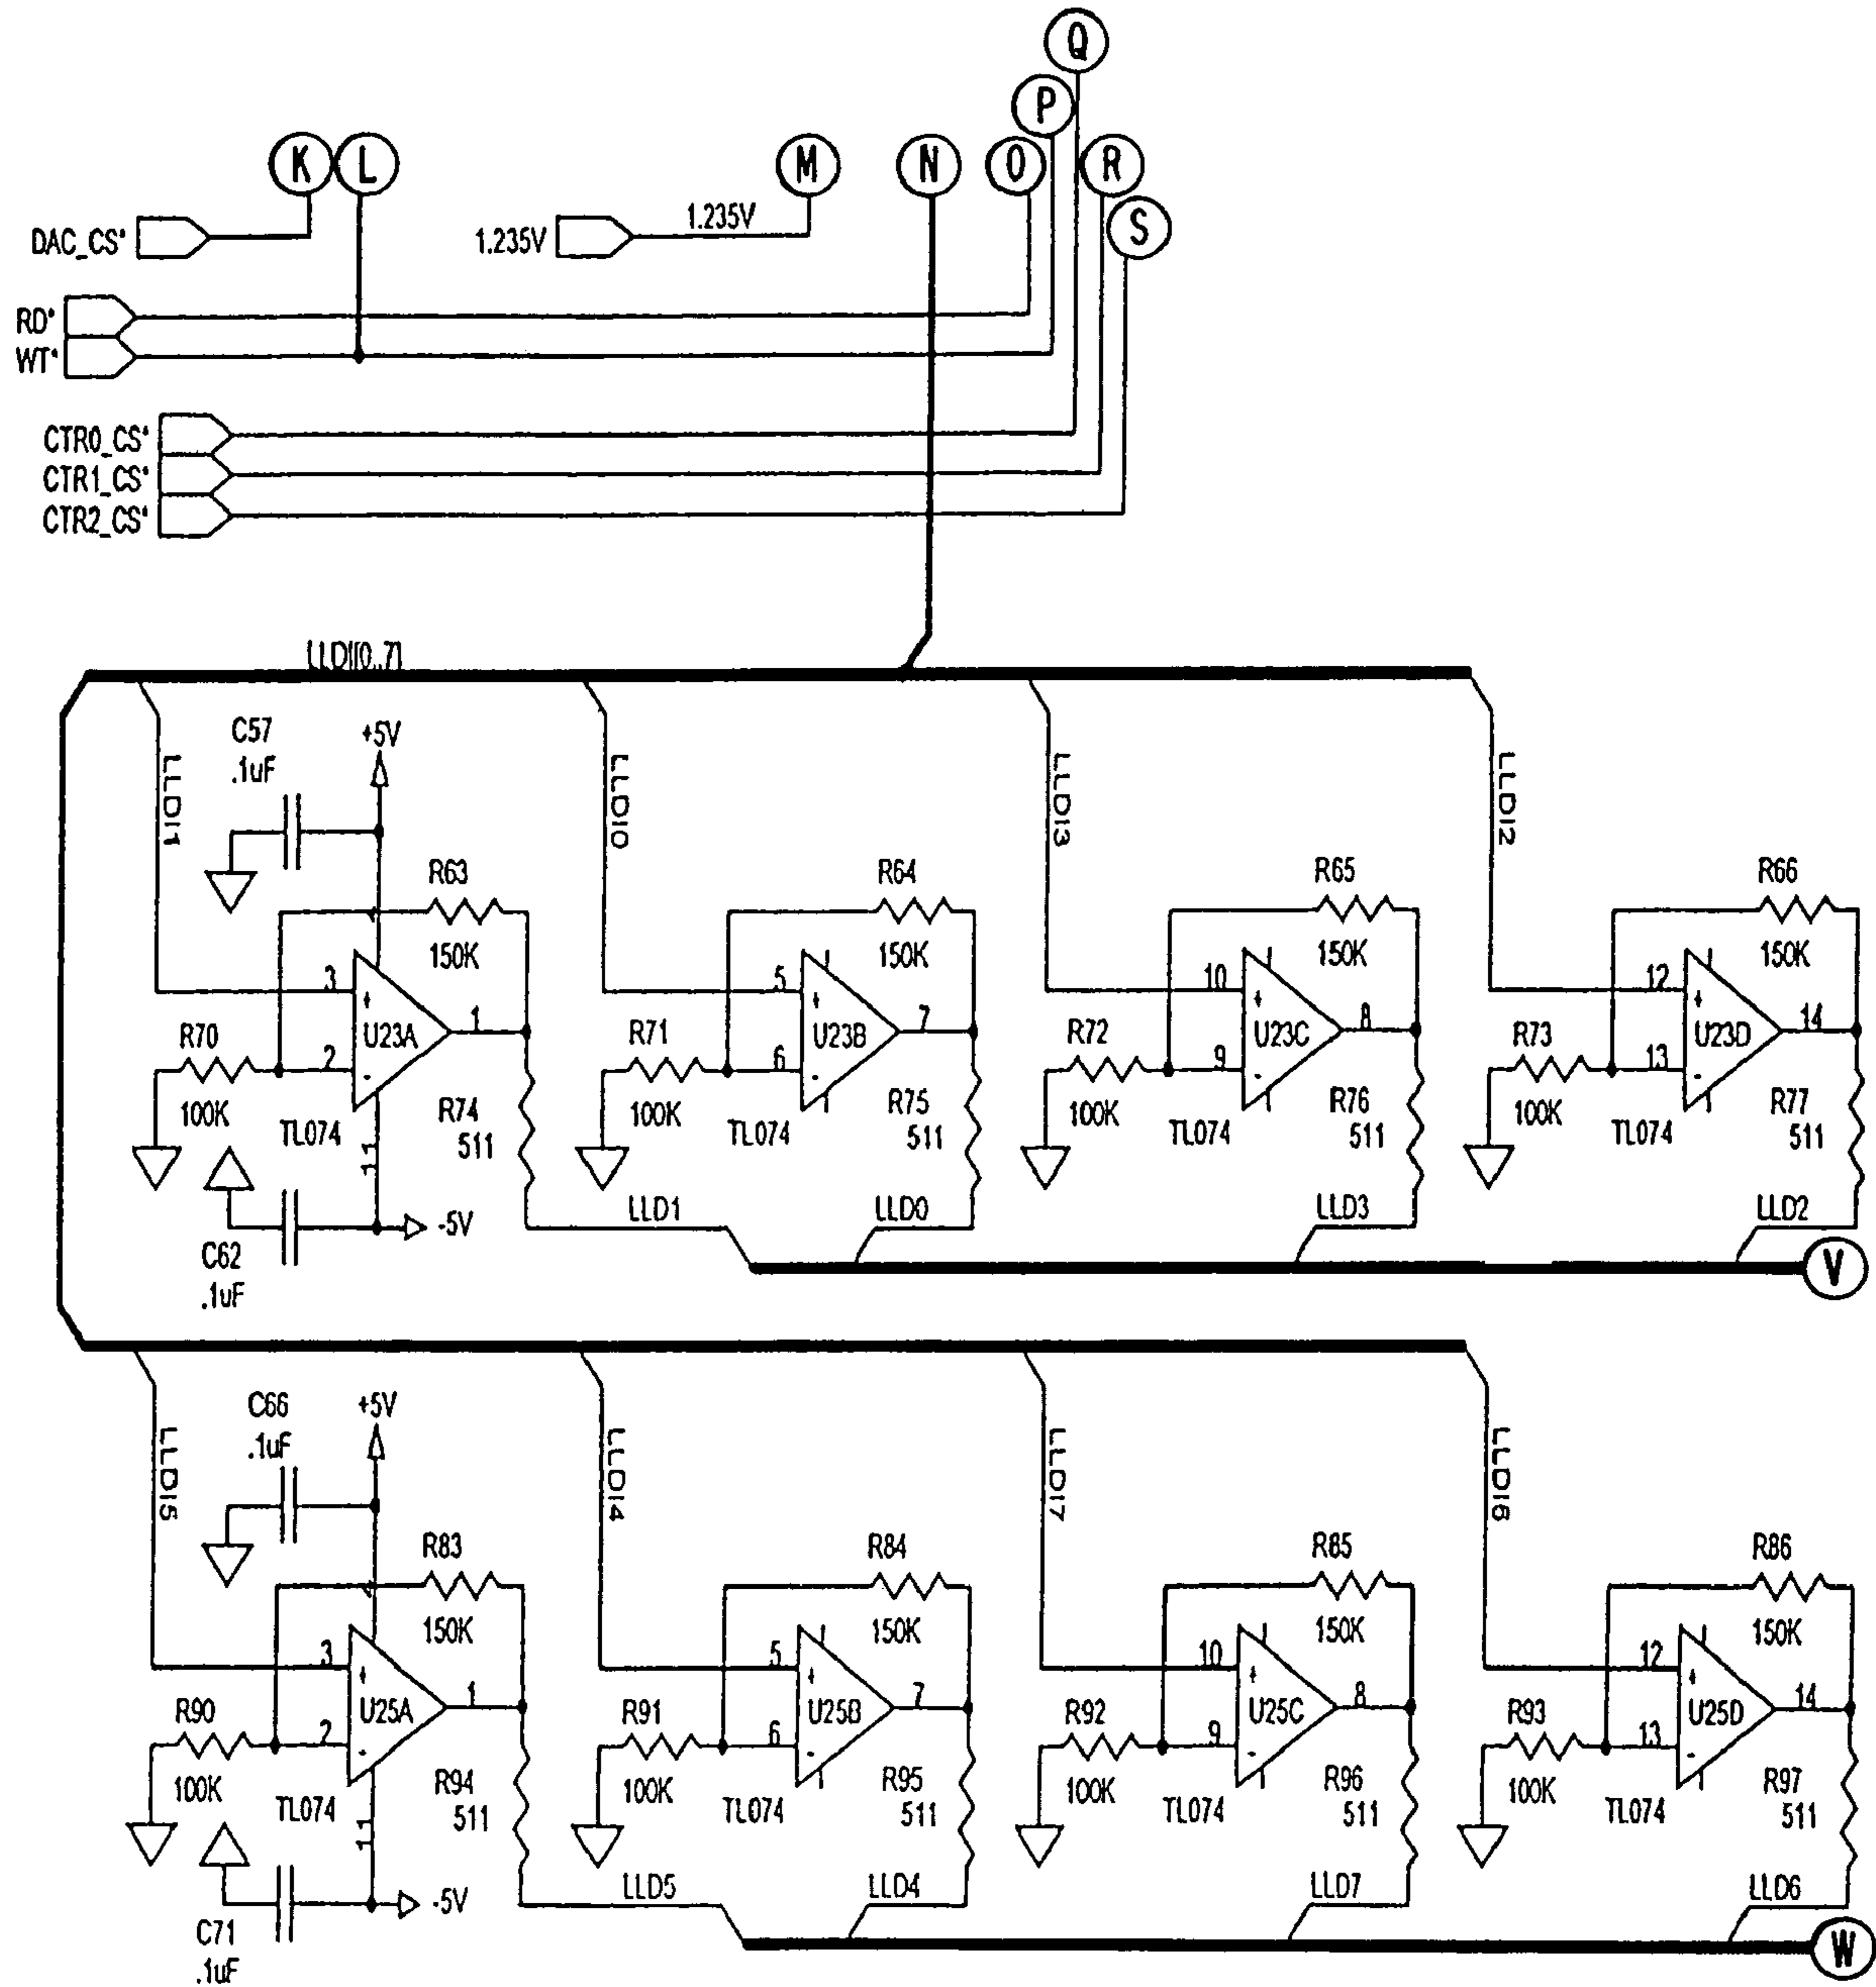 Q
P
K L M N O R
S
DAC_CS*
1.235V 1.235V
RD*
WT*
CTR0_CS*
CTR1_CS*
CTR2_CS*
LLDI[0..7]
LLDI1 LLDI0 LLDI3 LLDI2
C57 +5V
.1uF
R63 R64 R65 R66
150K 150K 150K 150K
3 5 10 12
+ + + +
R70 U23A 1 R71 U23B 7 R72 U23C 8 R73 U23D 14
2 6 9 13
- - - -
100K TL074 R74 100K TL074 R75 100K TL074 R76 100K TL074 R77
511 511 511 511
11
LLD1 LLD0 LLD3 LLD2
-5V
C62
.1uF
V
LLDI5 LLDI4 LLDI7 LLDI6
C66 +5V
.1uF
R83 R84 R85 R86
150K 150K 150K 150K
3 5 10 12
+ + + +
R90 U25A 1 R91 U25B 7 R92 U25C 8 R93 U25D 14
2 6 9 13
- - - -
100K TL074 R94 100K TL074 R95 100K TL074 R96 100K TL074 R97
511 511 511 511
11
LLD5 LLD4 LLD7 LLD6
-5V
C71
.1uF
W